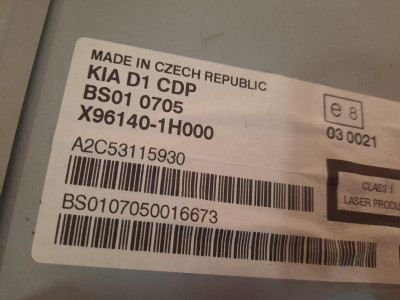 MADE IN CZECH REPUBLIC
KIA D1 CDP
BS01 0705
X96140-1H000
e 8
03 0021
A2C53115930
CLASS 1
LASER PRODU
BS0107050016673